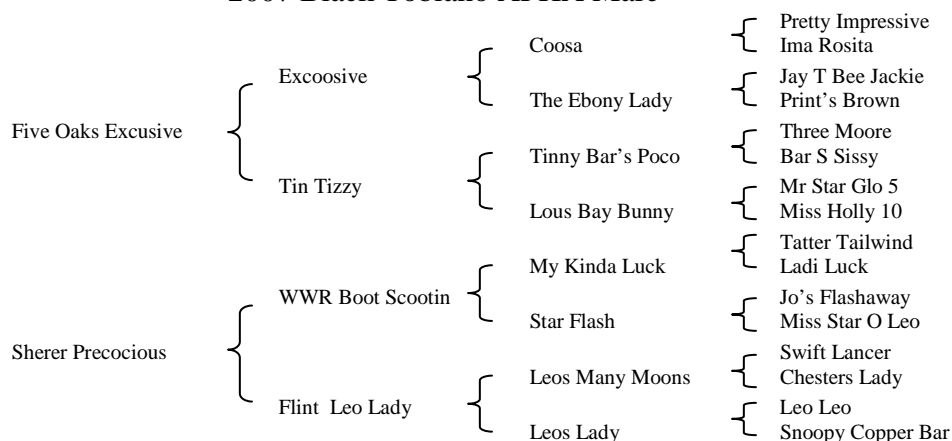 2007 Black Tobiano APHA Mare
Pretty Impressive
Coosa
Ima Rosita
Excoosive
Jay T Bee Jackie
The Ebony Lady
Print's Brown
Five Oaks Excusive
Three Moore
Tinny Bar's Poco
Bar S Sissy
Tin Tizzy
Mr Star Glo 5
Lous Bay Bunny
Miss Holly 10
Tatter Tailwind
My Kinda Luck
Ladi Luck
WWR Boot Scootin
Jo's Flashaway
Star Flash
Miss Star O Leo
Sherer Precocious
Swift Lancer
Leos Many Moons
Chesters Lady
Flint Leo Lady
Leo Leo
Leos Lady
Snoopy Copper Bar